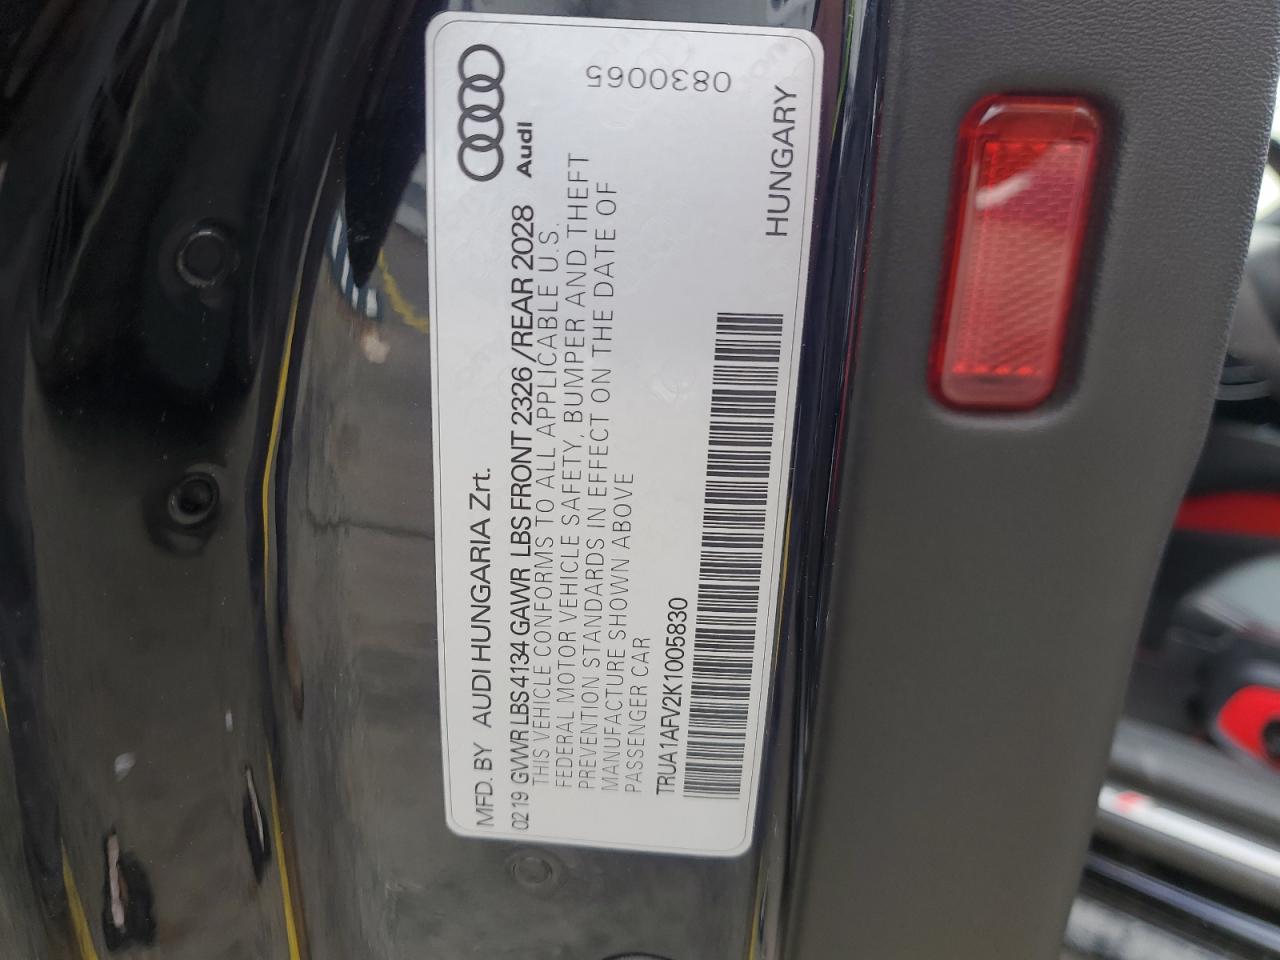 MFD. BY AUDI HUNGARIA Zrt.
02 19 GVWR LBS 4134 GAWR LBS FRONT 2326 /REAR 2028
Audi
THIS VEHICLE CONFORMS TO ALL APPLICABLE U.S.
FEDERAL MOTOR VEHICLE SAFETY, BUMPER AND THEFT
PREVENTION STANDARDS IN EFFECT ON THE DATE OF
MANUFACTURE SHOWN ABOVE
PASSENGER CAR
TRUA1AFV2K1005830
HUNGARY
0830065